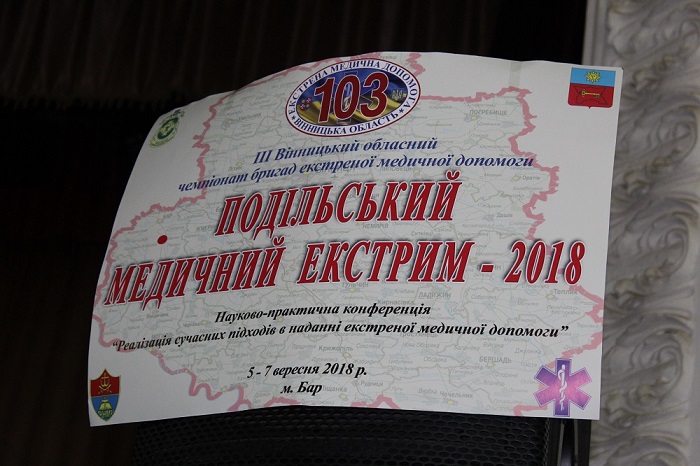 ЕКСТРЕНА МЕДИЧНА ДОПОМОГА
103
ВІННИЦЬКА ОБЛАСТЬ
ІІІ Вінницький обласний
чемпіонат бригад екстреної медичної допомоги
ПОДІЛЬСЬКИЙ
МЕДИЧНИЙ ЕКСТРИМ - 2018
Науково-практична конференція
“Реалізація сучасних підходів в наданні екстреної медичної допомоги”
5 - 7 вересня 2018 р.
м. Бар